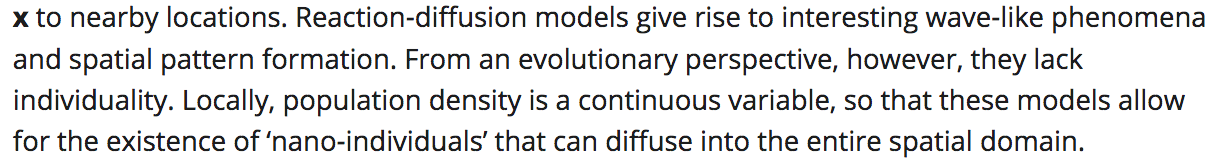 x to nearby locations. Reaction-diffusion models give rise to interesting wave-like phenomena
and spatial pattern formation. From an evolutionary perspective, however, they lack
individuality. Locally, population density is a continuous variable, so that these models allow
for the existence of ‘nano-individuals’ that can diffuse into the entire spatial domain.